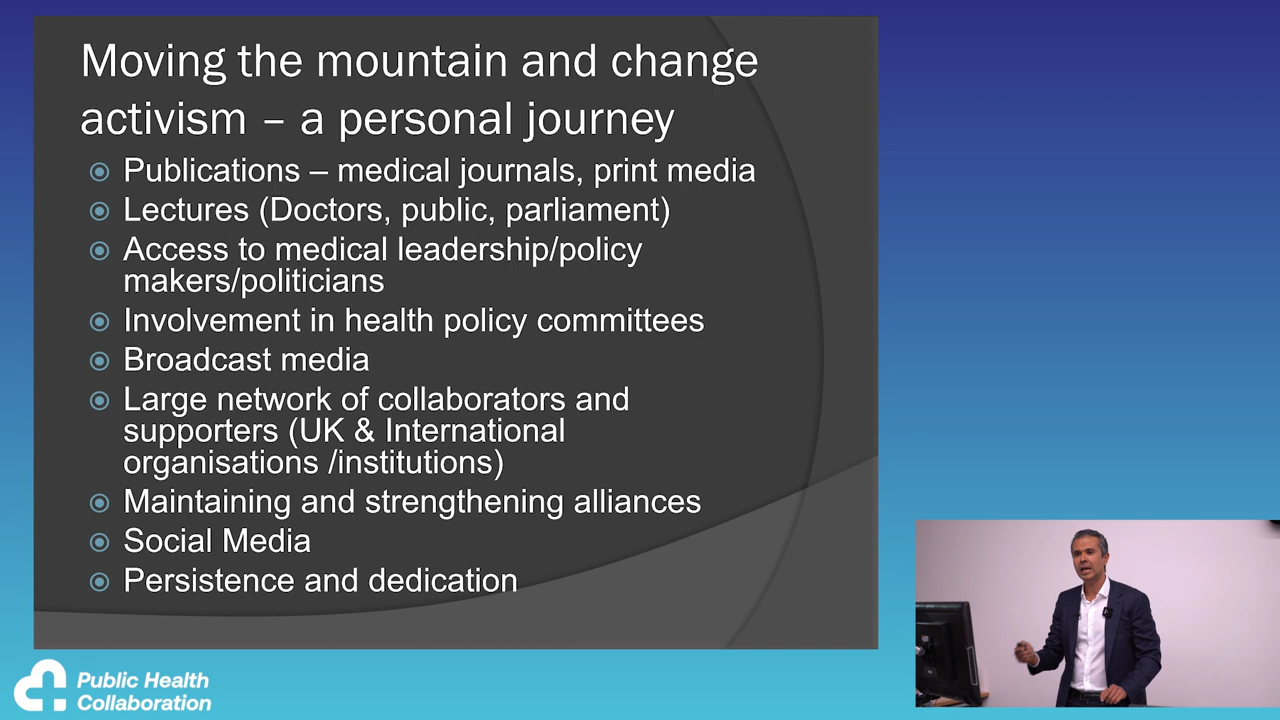 Moving the mountain and change
activism – a personal journey
Publications – medical journals, print media
Lectures (Doctors, public, parliament)
Access to medical leadership/policy
makers/politicians
Involvement in health policy committees
Broadcast media
Large network of collaborators and
supporters (UK & International
organisations /institutions)
Maintaining and strengthening alliances
Social Media
Persistence and dedication
Public Health
Collaboration